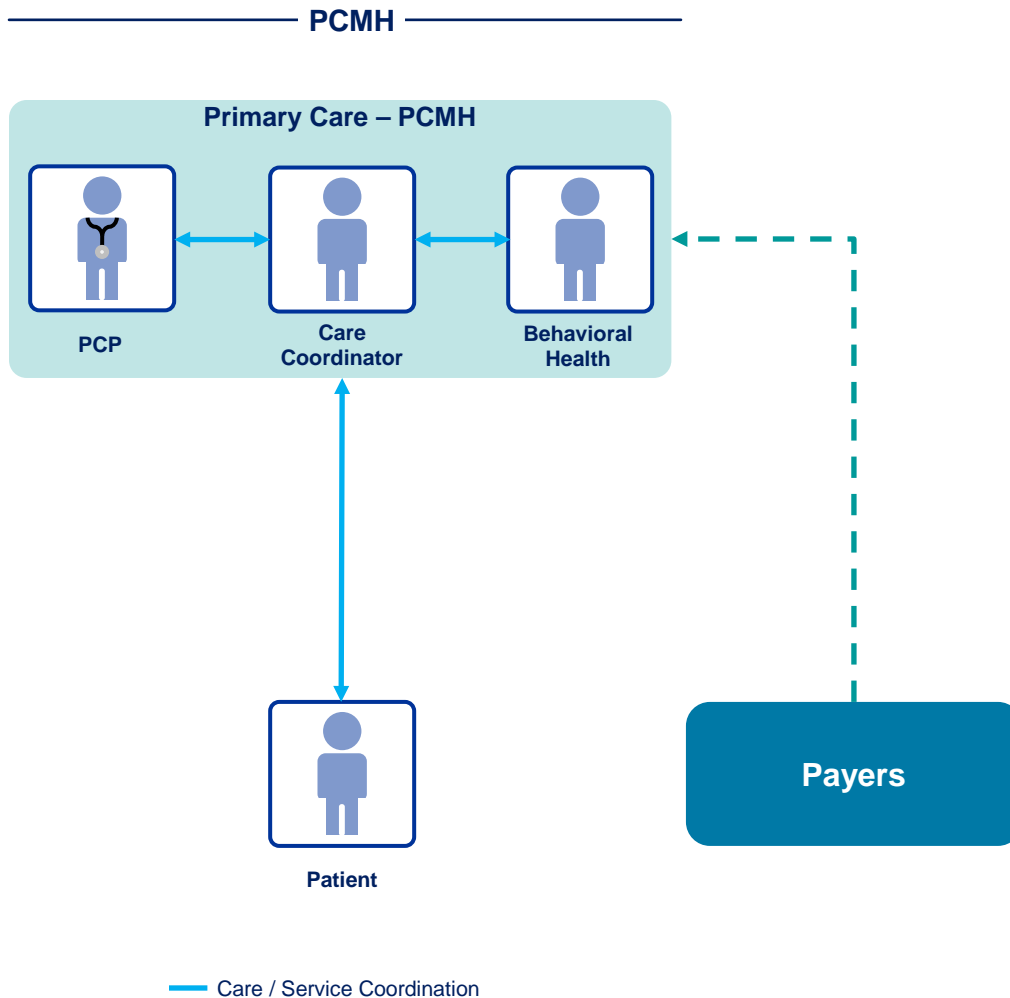 PCMH
Primary Care – PCMH
PCP
Care
Coordinator
Behavioral
Health
Payers
Patient
Care / Service Coordination